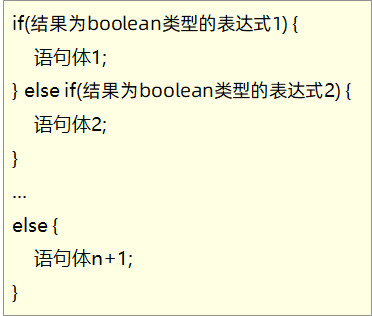 if(结果为boolean类型的表达式1) {
语句体1;
} else if(结果为boolean类型的表达式2) {
语句体2;
}
...
else {
语句体n+1;
}